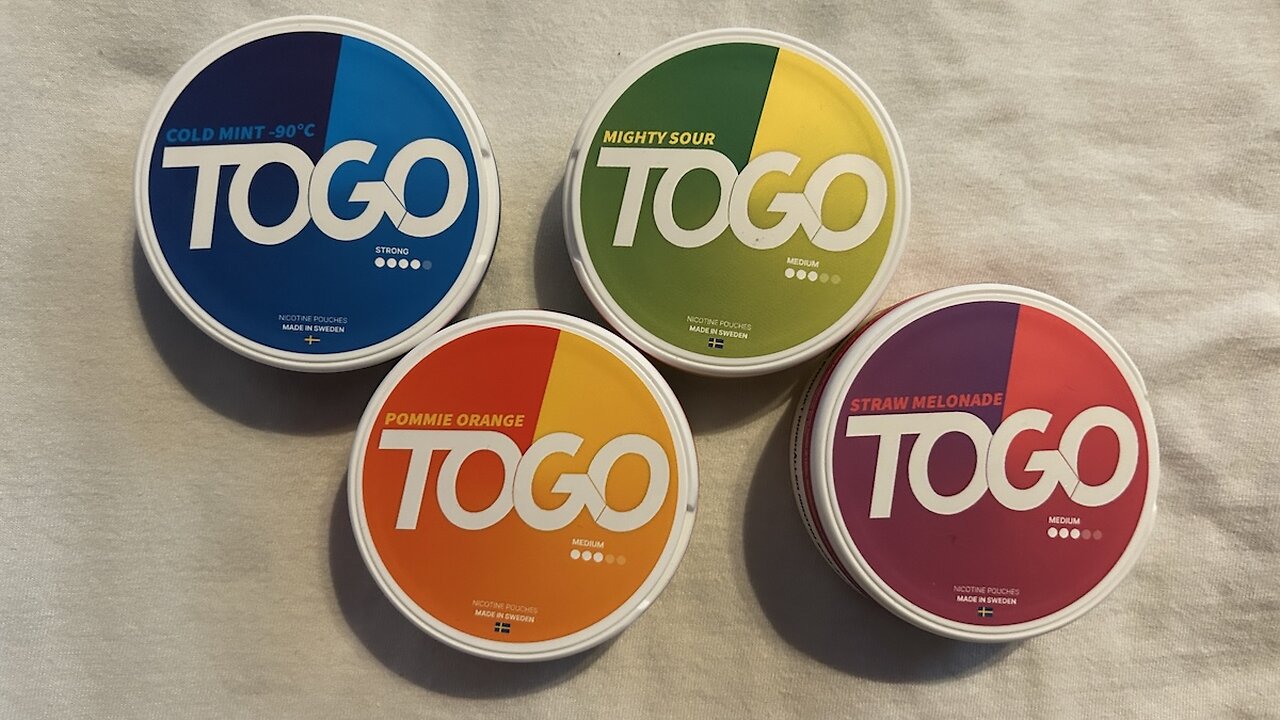 COLD MINT -90°C
TOGO
STRONG
NICOTINE POUCHES
MADE IN SWEDEN
MIGHTY SOUR
TOGO
MEDIUM
NICOTINE POUCHES
MADE IN SWEDEN
POMMIE ORANGE
TOGO
MEDIUM
NICOTINE POUCHES
MADE IN SWEDEN
STRAW MELONADE
TOGO
MEDIUM
NICOTINE POUCHES
MADE IN SWEDEN